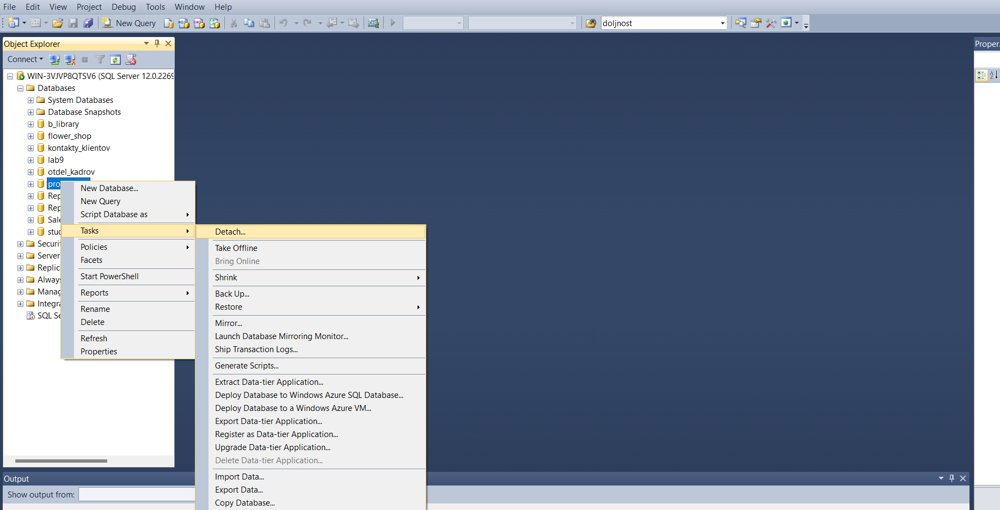 File Edit View Project Debug Tools Window Help
New Query
doljnost
Object Explorer
Connect
WIN-3VJVP8QTSV6 (SQL Server 12.0.2269
Databases
System Databases
Database Snapshots
b_library
flower_shop
kontakty_klientov
lab9
otdel_kadrov
pro
Rep
Rep
Sale
stud
Securit
Server
Replic
Always
Manag
Integra
SQL Se
New Database...
New Query
Script Database as
Tasks
Policies
Facets
Start PowerShell
Reports
Rename
Delete
Refresh
Properties
Detach...
Take Offline
Bring Online
Shrink
Back Up...
Restore
Mirror...
Launch Database Mirroring Monitor...
Ship Transaction Logs...
Generate Scripts...
Extract Data-tier Application...
Deploy Database to Windows Azure SQL Database...
Deploy Database to a Windows Azure VM...
Export Data-tier Application...
Register as Data-tier Application...
Upgrade Data-tier Application...
Delete Data-tier Application...
Import Data...
Export Data...
Copy Database...
Output
Show output from:
Proper.